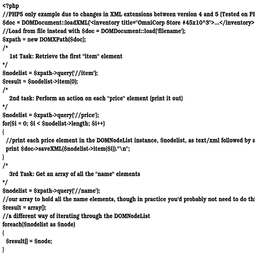 <?php
//PHP5 only example due to changes in XML extensions between version 4 and 5 (Tested on P
$doc = DOMDocument::loadXML('<inventory title="OmniCorp Store #45x10^3">...</inventory>
//Load from file instead with $doc = DOMDocument::load('filename');
$xpath = new DOMXPath($doc);
/*
1st Task: Retrieve the first "item" element
*/
$nodelist = $xpath->query('//item');
$result = $nodelist->item(0);
/*
2nd task: Perform an action on each "price" element (print it out)
*/
$nodelist = $xpath->query('//price');
for($i = 0; $i < $nodelist->length; $i++)
{
//print each price element in the DOMNodeList instance, $nodelist, as text/xml followed by a
print $doc->saveXML($nodelist->item($i))."\n";
}
/*
3rd Task: Get an array of all the "name" elements
*/
$nodelist = $xpath->query('//name');
//our array to hold all the name elements, though in practice you'd probably not need to do thi
$result = array();
//a different way of iterating through the DOMNodeList
foreach($nodelist as $node)
{
$result[] = $node;
}